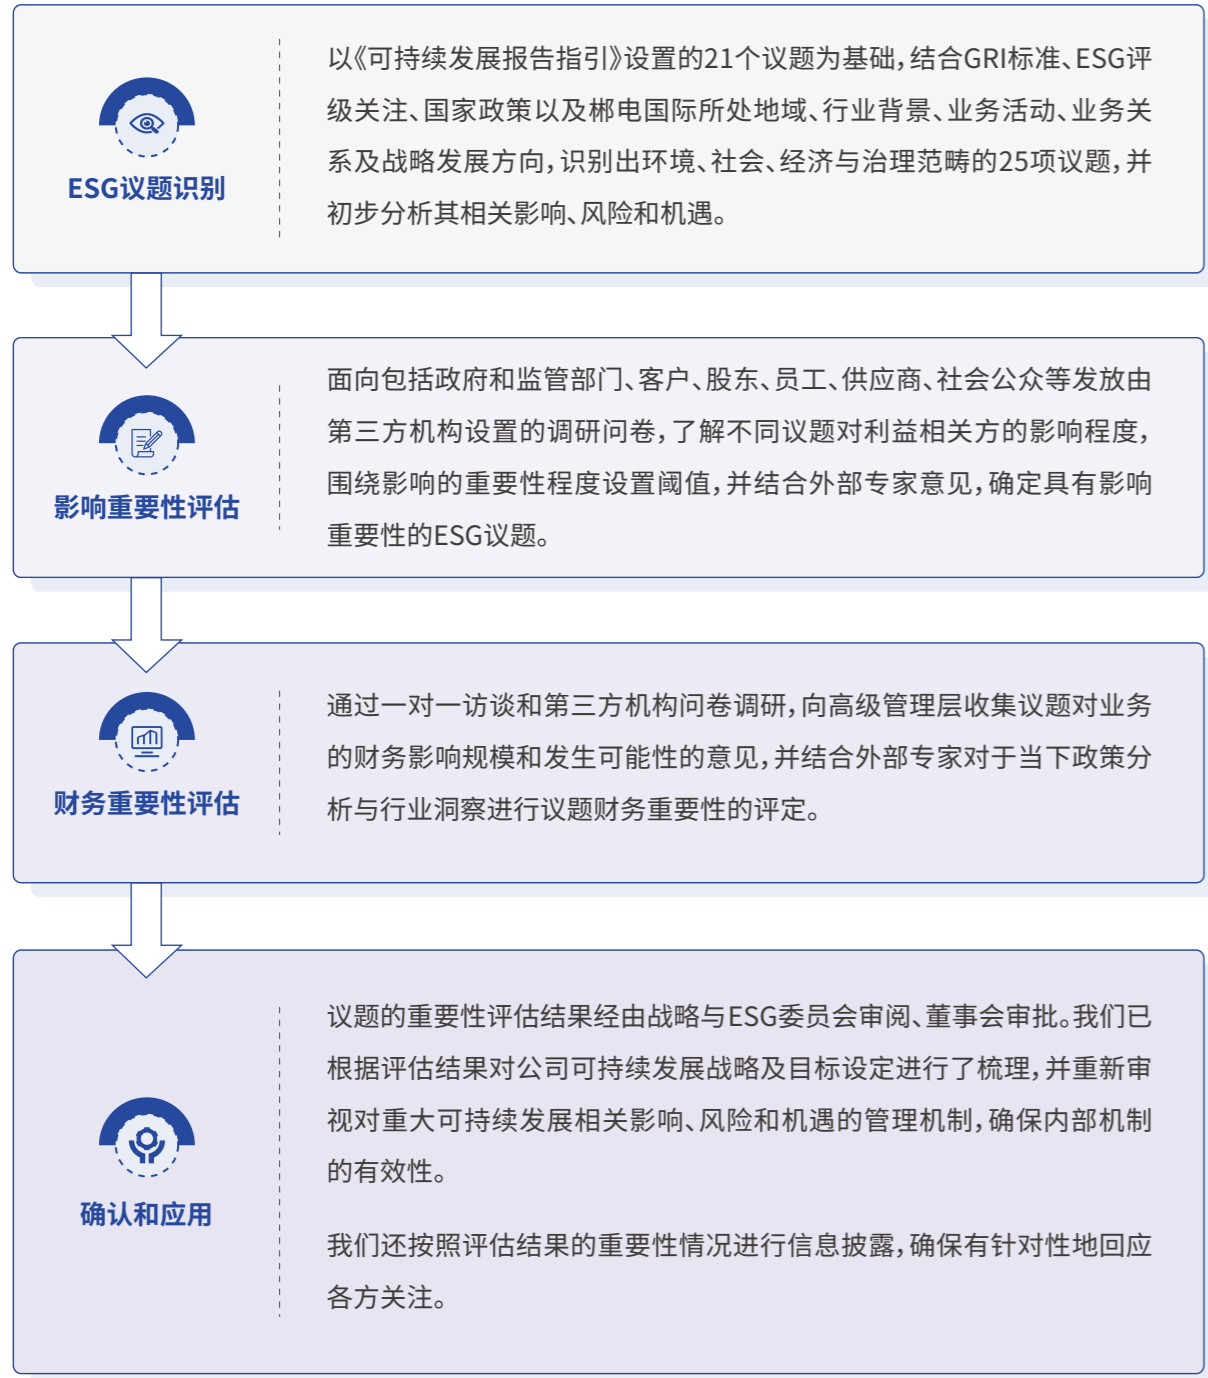 ESG议题识别
以《可持续发展报告指引》设置的21个议题为基础，结合GRI标准、ESG评
级关注、国家政策以及郴电国际所处地域、行业背景、业务活动、业务关
系及战略发展方向，识别出环境、社会、经济与治理范畴的25项议题，并
初步分析其相关影响、风险和机遇。
影响重要性评估
面向包括政府和监管部门、客户、股东、员工、供应商、社会公众等发放由
第三方机构设置的调研问卷，了解不同议题对利益相关方的影响程度，
围绕影响的重要性程度设置阈值，并结合外部专家意见，确定具有影响
重要性的ESG议题。
财务重要性评估
通过一对一访谈和第三方机构问卷调研，向高级管理层收集议题对业务
的财务影响规模和发生可能性的意见，并结合外部专家对于当下政策分
析与行业洞察进行议题财务重要性的评定。
确认和应用
议题的重要性评估结果经由战略与ESG委员会审阅、董事会审批。我们已
根据评估结果对公司可持续发展战略及目标设定进行了梳理，并重新审
视对重大可持续发展相关影响、风险和机遇的管理机制，确保内部机制
的有效性。
我们还按照评估结果的重要性情况进行信息披露，确保有针对性地回应
各方关注。